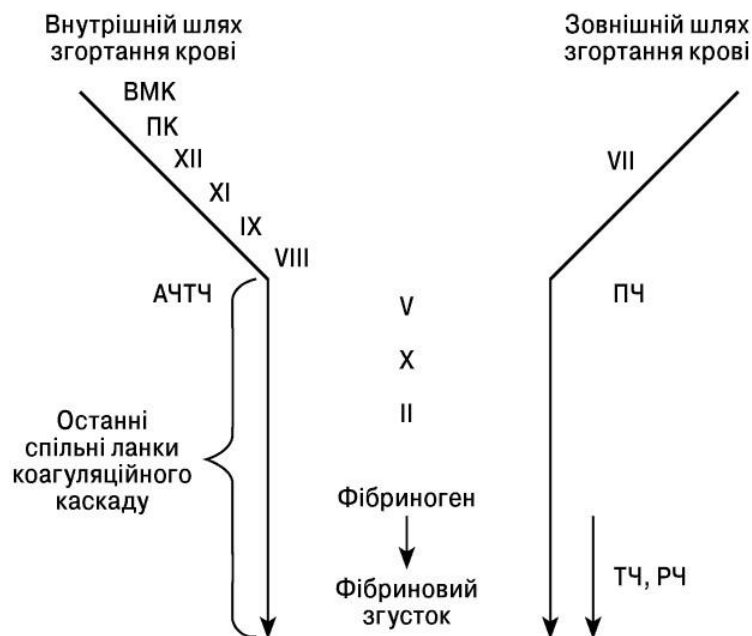 Внутрішній шлях
згортання крові
Зовнішній шлях
згортання крові
ВМК
ПК
XII
VII
XI
IX
VIII
АЧТЧ
V
ПЧ
X
II
Останні
спільні ланки
коагуляційного
каскаду
Фібриноген
Фібриновий
згусток
ТЧ, РЧ